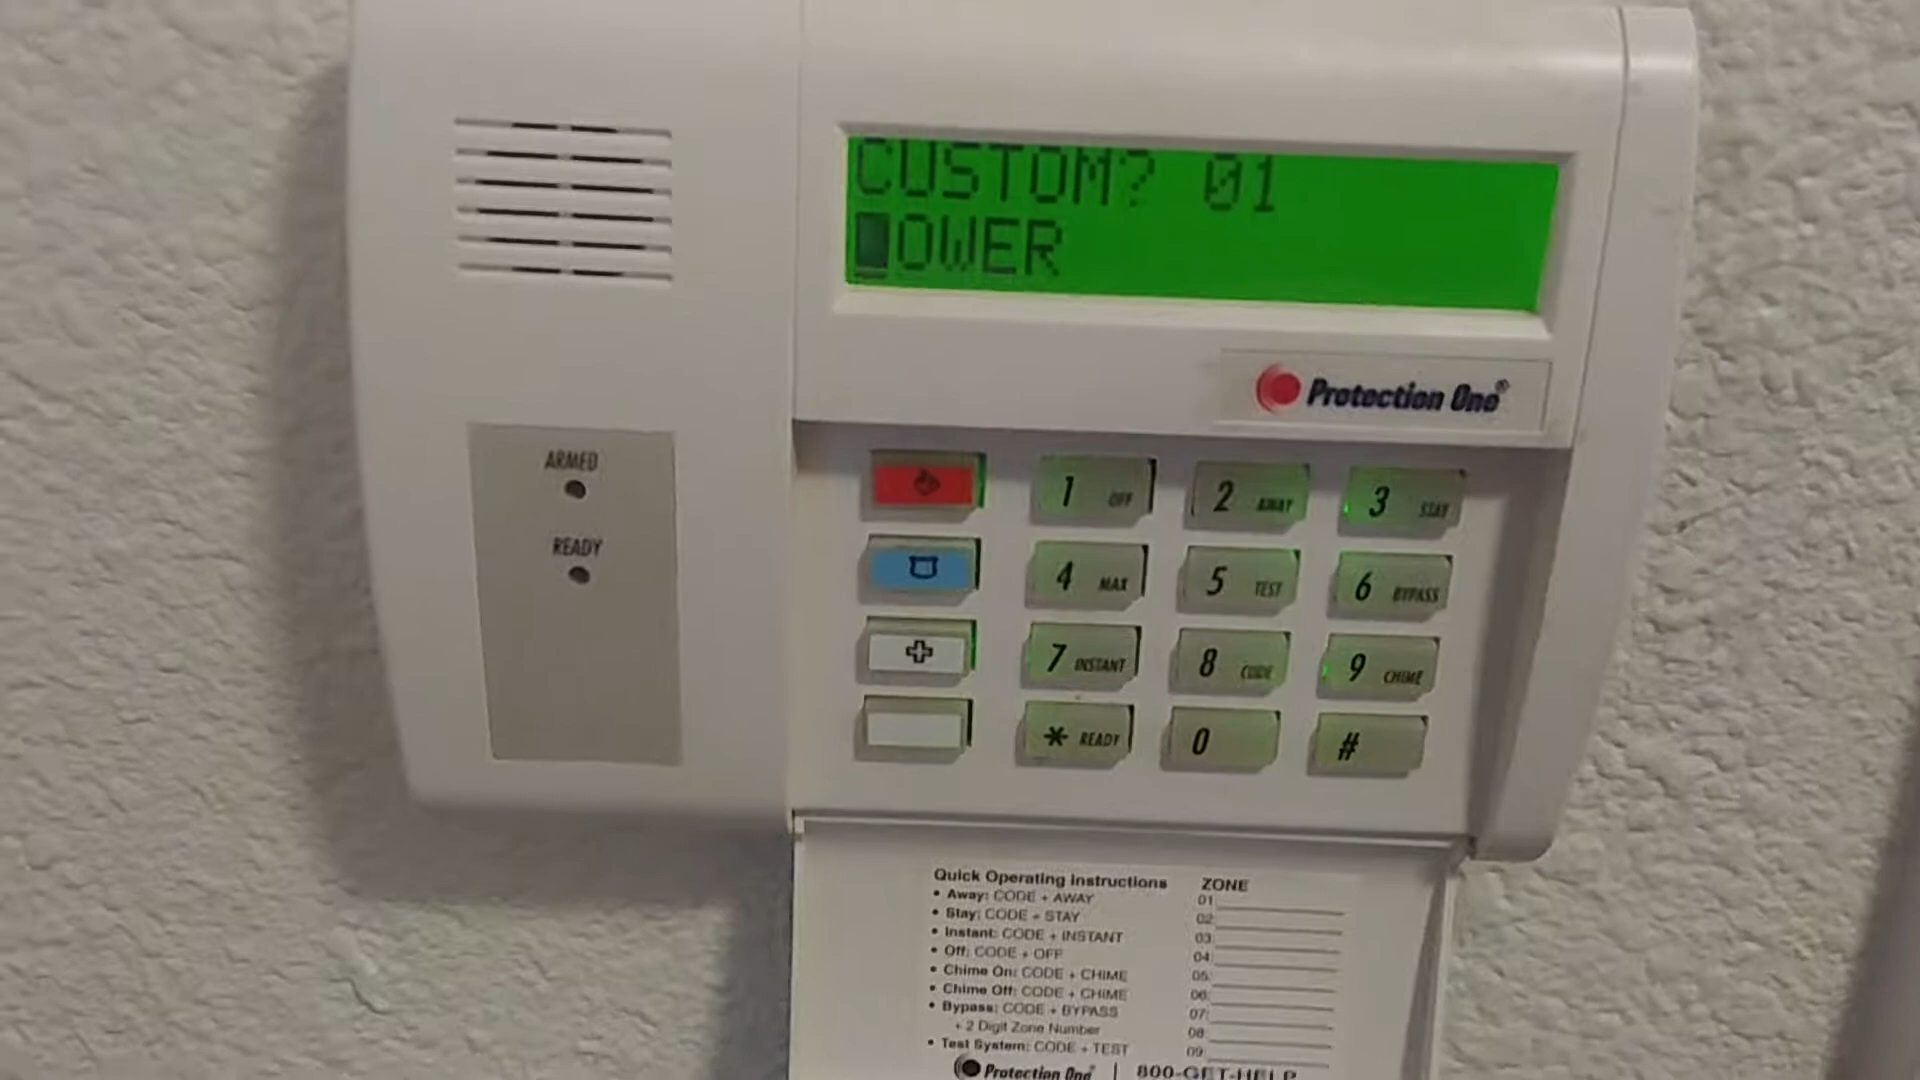 CUSTOM? 01
OWER
Protection One®
ARMED
READY
1 OFF
2 AWAY
3 STAY
4 MAX
5 TEST
6 BYPASS
7 INSTANT
8 CODE
9 CHIME
* READY
0
#
Quick Operating Instructions
• Away: CODE + AWAY
• Stay: CODE + STAY
• Instant: CODE + INSTANT
• Off: CODE + OFF
• Chime On: CODE + CHIME
• Chime Off: CODE + CHIME
• Bypass: CODE + BYPASS
+ 2 Digit Zone Number
• Test System: CODE + TEST
ZONE
01
02
03
04
05
06
07
08
09
Protection One® | 800-GET-HELP